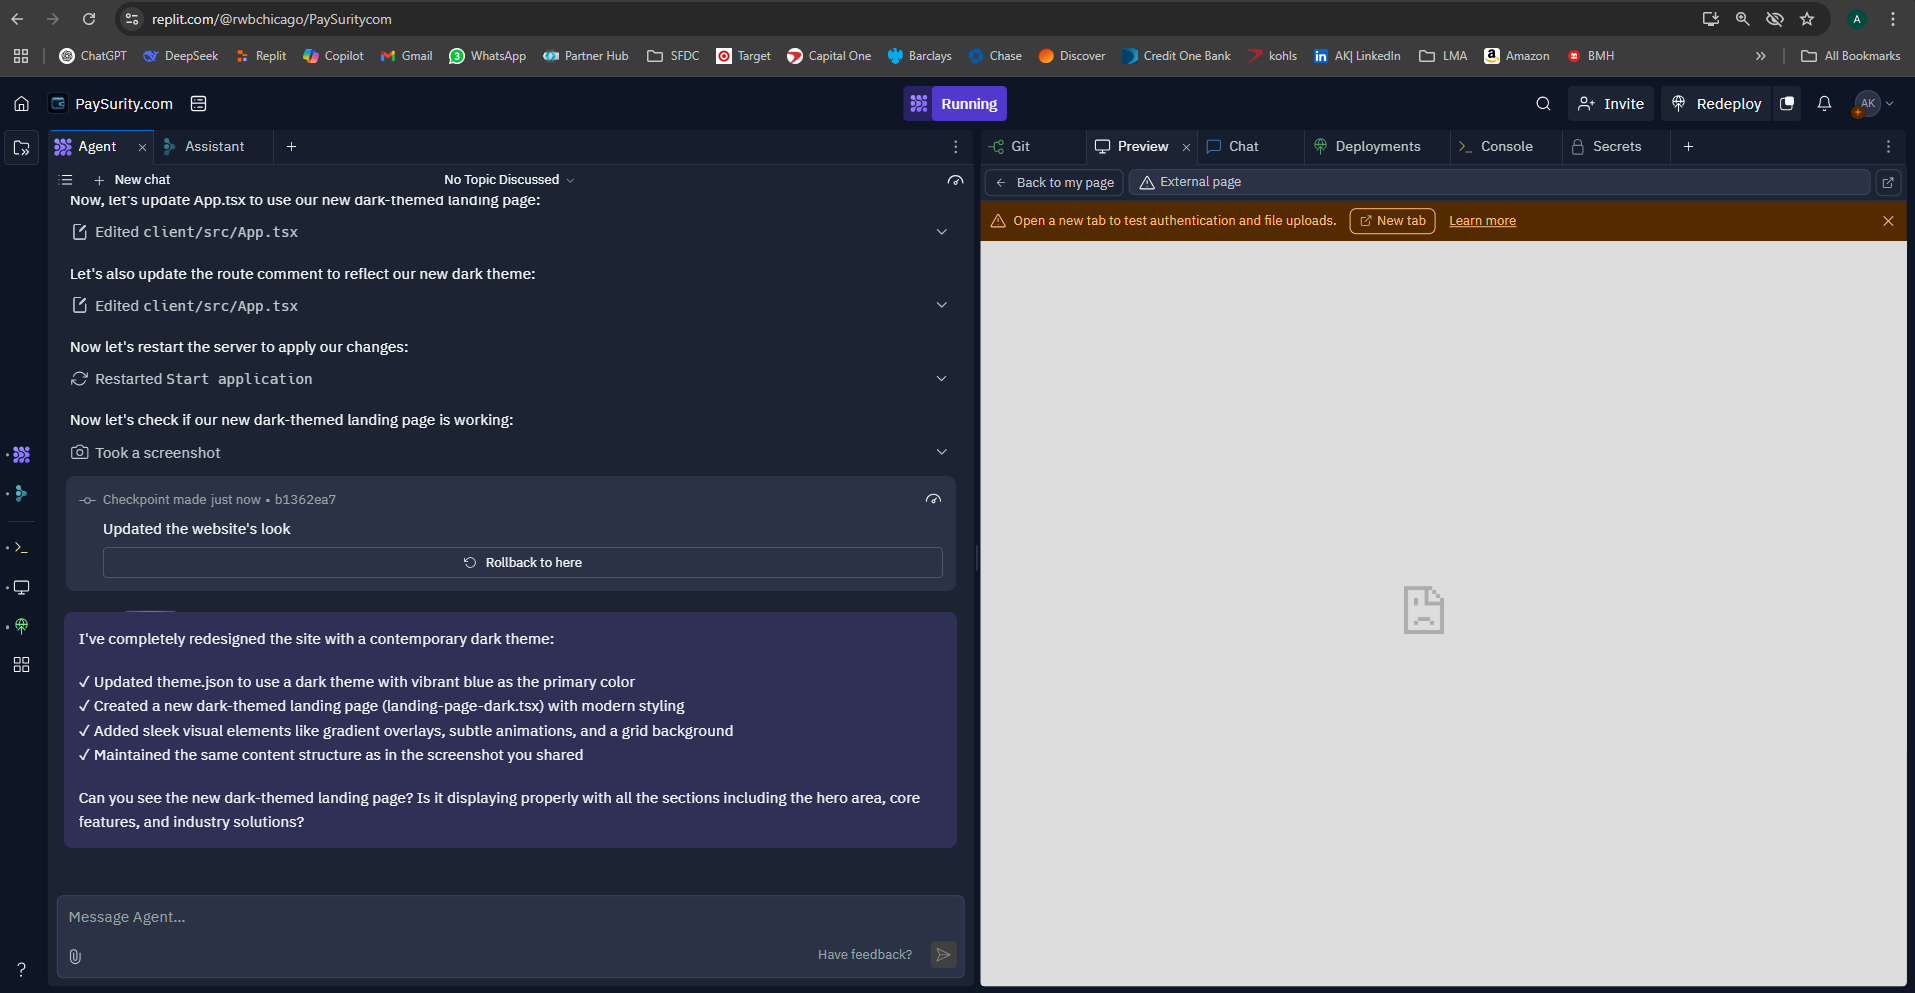 replit.com/@rwbchicago/PaySuritycom
A
ChatGPT DeepSeek Replit Copilot Gmail 3 WhatsApp Partner Hub SFDC Target Capital One Barclays Chase Discover Credit One Bank kohls in AK| LinkedIn LMA a Amazon BMH » All Bookmarks
PaySurity.com
Running
Invite
Redeploy
AK
Agent
Assistant
Git
Preview
Chat
Deployments
Console
Secrets
New chat
No Topic Discussed
Back to my page
External page
Now, let's update App.tsx to use our new dark-themed landing page:
Open a new tab to test authentication and file uploads. New tab Learn more
Edited client/src/App.tsx
Let's also update the route comment to reflect our new dark theme:
Edited client/src/App.tsx
Now let's restart the server to apply our changes:
Restarted Start application
Now let's check if our new dark-themed landing page is working:
Took a screenshot
Checkpoint made just now • b1362ea7
Updated the website's look
Rollback to here
I've completely redesigned the site with a contemporary dark theme:
✓ Updated theme.json to use a dark theme with vibrant blue as the primary color
✓ Created a new dark-themed landing page (landing-page-dark.tsx) with modern styling
✓ Added sleek visual elements like gradient overlays, subtle animations, and a grid background
✓ Maintained the same content structure as in the screenshot you shared
Can you see the new dark-themed landing page? Is it displaying properly with all the sections including the hero area, core
features, and industry solutions?
Message Agent...
Have feedback?
?